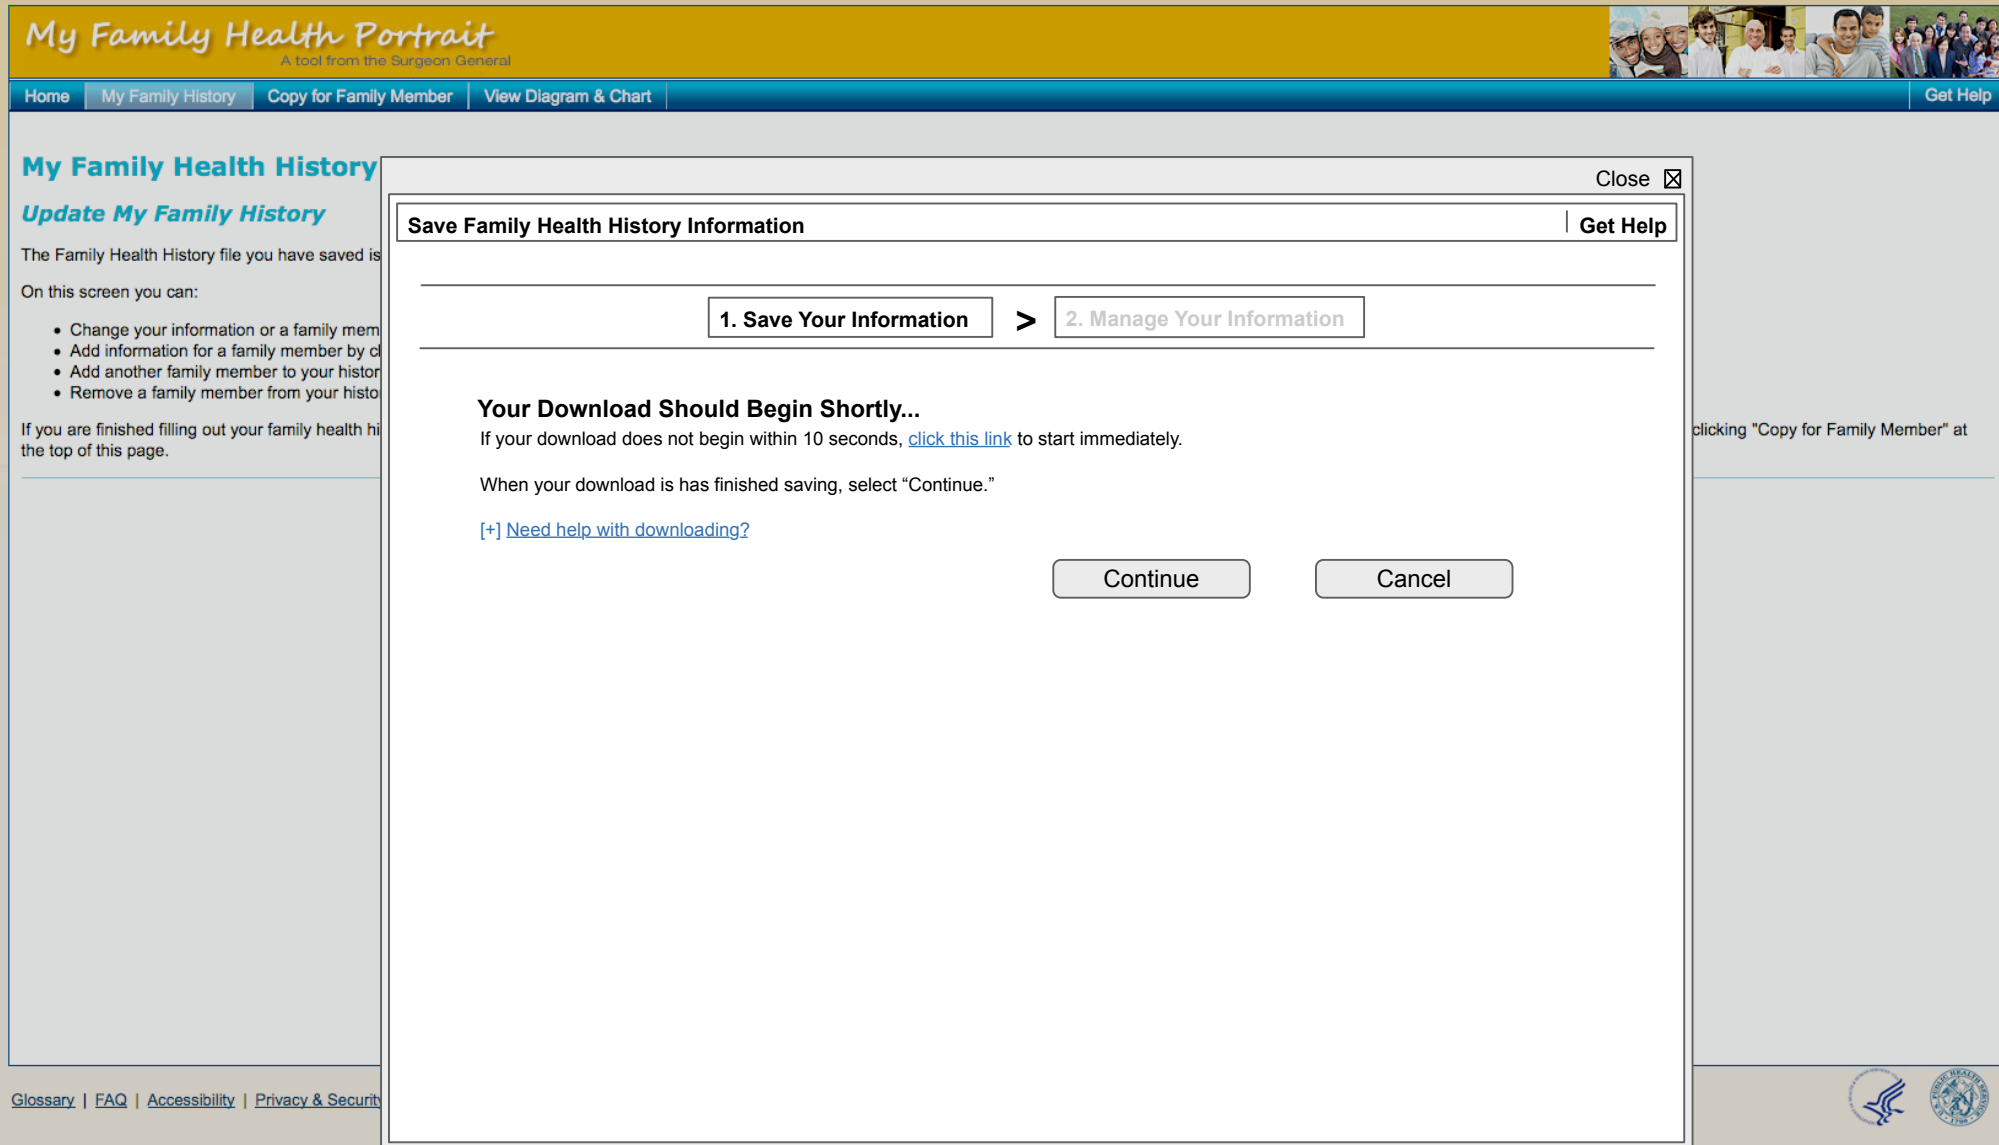 My Family Health Portrait
A tool from the Surgeon General
Home My Family History Copy for Family Member View Diagram & Chart Get Help
My Family Health History
Update My Family History
The Family Health History file you have saved is
On this screen you can:
• Change your information or a family mem
• Add information for a family member by cl
• Add another family member to your histor
• Remove a family member from your histo
If you are finished filling out your family health hi
clicking "Copy for Family Member" at
the top of this page.
Close
Save Family Health History Information | Get Help
1. Save Your Information > 2. Manage Your Information
Your Download Should Begin Shortly...
If your download does not begin within 10 seconds, click this link to start immediately.
When your download is has finished saving, select “Continue.”
[+] Need help with downloading?
Continue Cancel
Glossary | FAQ | Accessibility | Privacy & Security